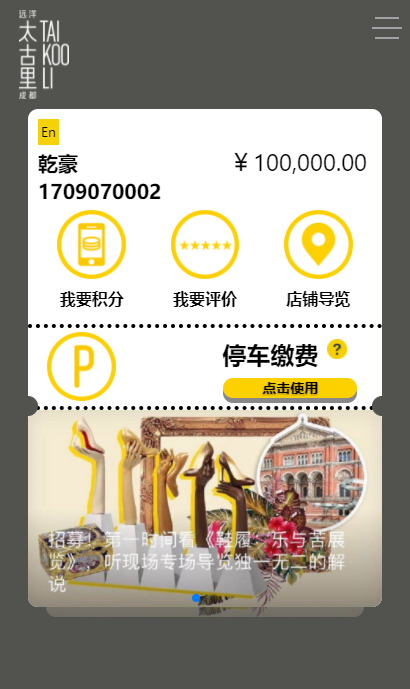 远洋
太古里
TAI
KOO
LI
成都
En
乾豪
¥ 100,000.00
1709070002
我要积分
我要评价
店铺导览
P
停车缴费 ?
点击使用
招募！第一时间看《鞋履：乐与苦展
览》，听现场专场导览独一无二的解
说